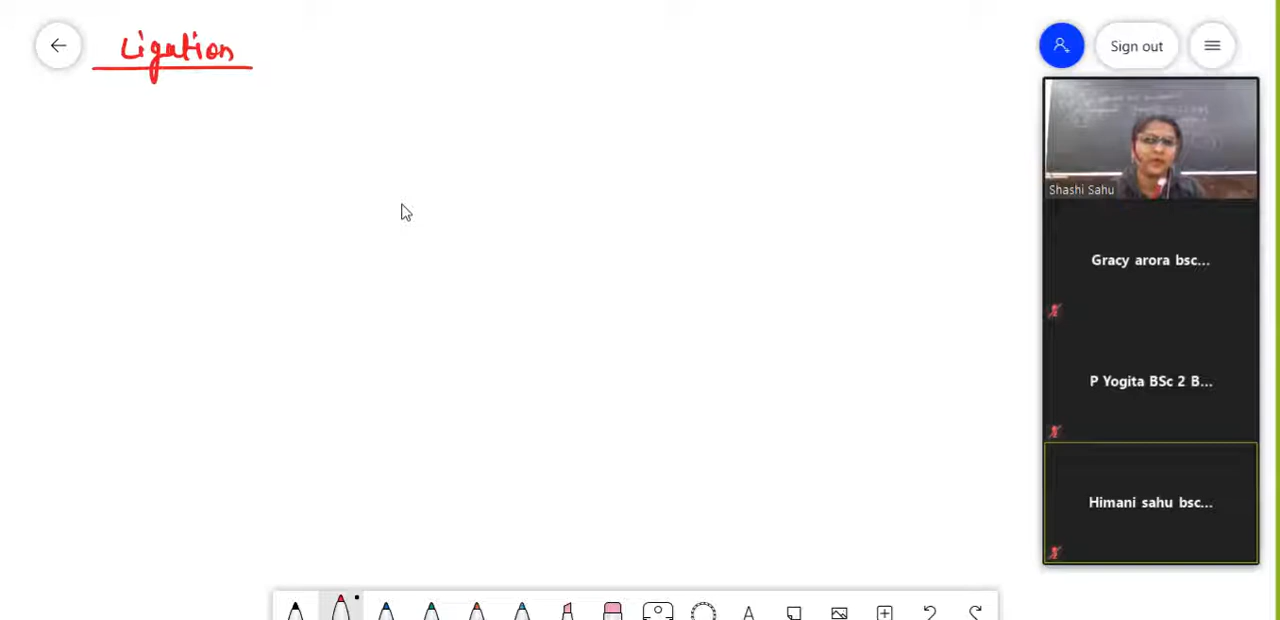 Ligation
Sign out
Shashi Sahu
Gracy arora bsc...
P Yogita BSc 2 B...
Himani sahu bsc...
A